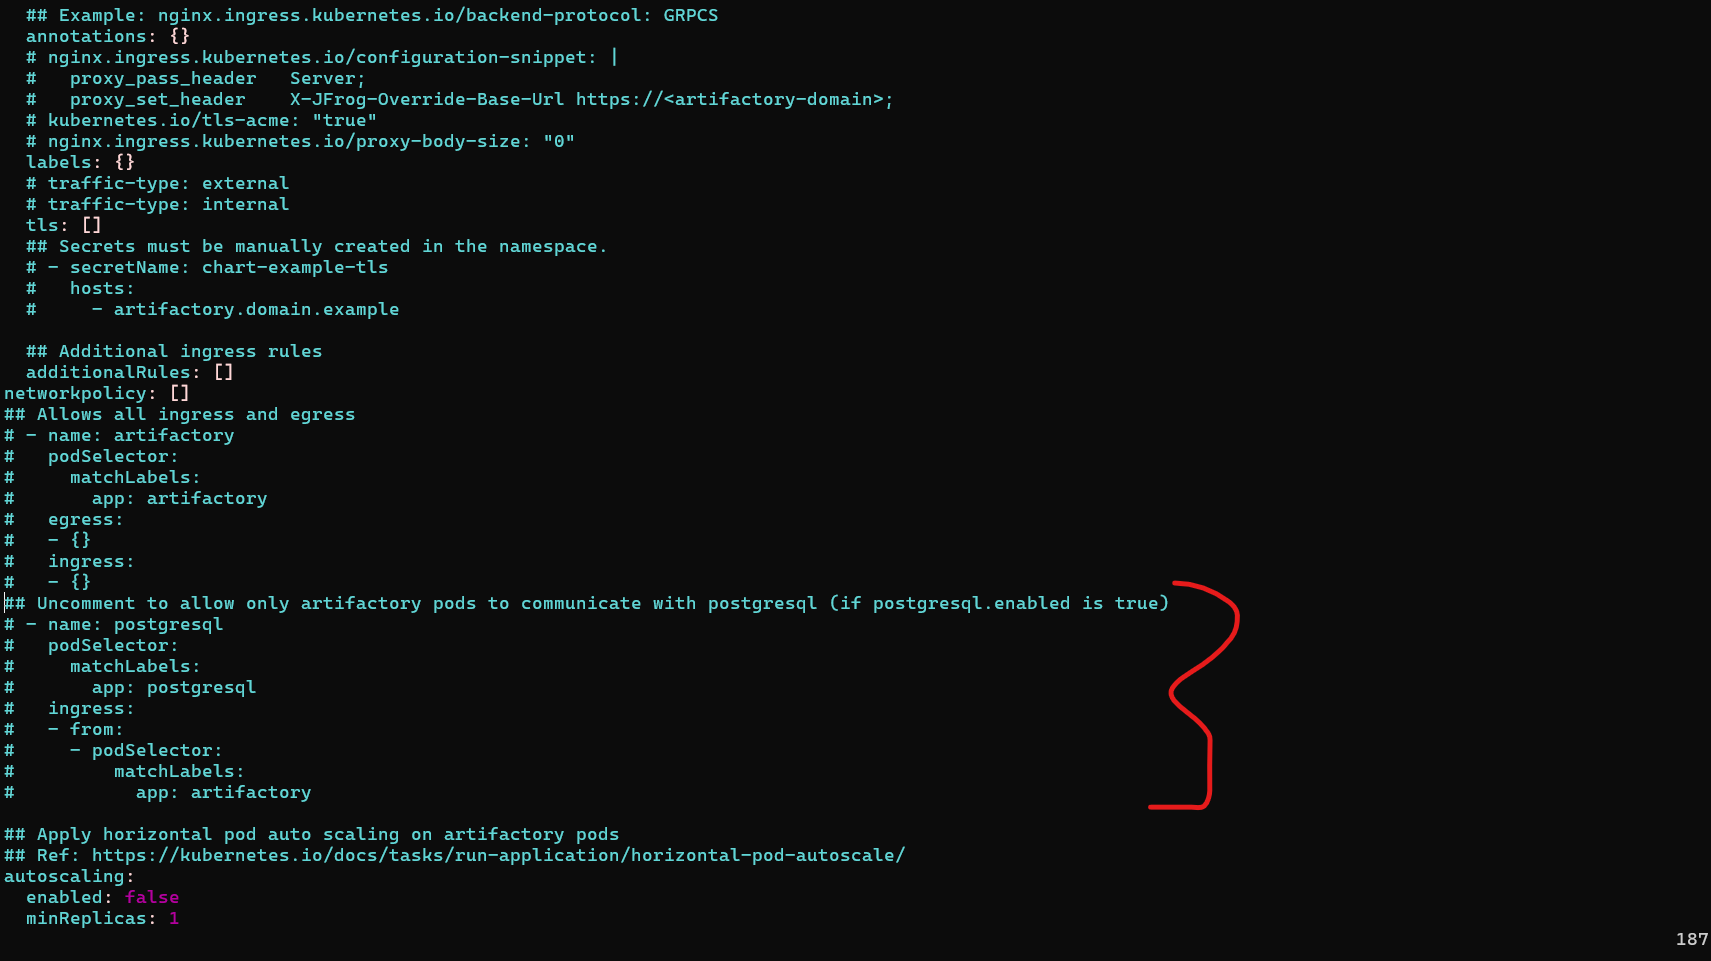 ## Example: nginx.ingress.kubernetes.io/backend-protocol: GRPCS
  annotations: {}
  # nginx.ingress.kubernetes.io/configuration-snippet: |
  #   proxy_pass_header   Server;
  #   proxy_set_header    X-JFrog-Override-Base-Url https://<artifactory-domain>;
  # kubernetes.io/tls-acme: "true"
  # nginx.ingress.kubernetes.io/proxy-body-size: "0"
  labels: {}
  # traffic-type: external
  # traffic-type: internal
  tls: []
  ## Secrets must be manually created in the namespace.
  # - secretName: chart-example-tls
  #   hosts:
  #     - artifactory.domain.example

  ## Additional ingress rules
  additionalRules: []
networkpolicy: []
## Allows all ingress and egress
# - name: artifactory
#   podSelector:
#     matchLabels:
#       app: artifactory
#   egress:
#   - {}
#   ingress:
#   - {}
## Uncomment to allow only artifactory pods to communicate with postgresql (if postgresql.enabled is true)
# - name: postgresql
#   podSelector:
#     matchLabels:
#       app: postgresql
#   ingress:
#   - from:
#     - podSelector:
#         matchLabels:
#           app: artifactory

## Apply horizontal pod auto scaling on artifactory pods
## Ref: https://kubernetes.io/docs/tasks/run-application/horizontal-pod-autoscale/
autoscaling:
  enabled: false
  minReplicas: 1
187